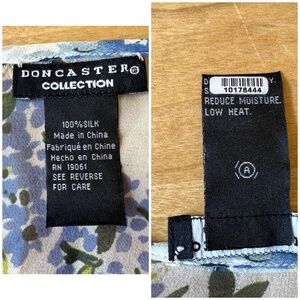 DONCASTER®
COLLECTION
100%SILK
Made in China
Fabriqué en Chine
Hecho en China
RN 19061
SEE REVERSE
FOR CARE
D Y.
S
10178444
REDUCE MOISTURE.
LOW HEAT.
A